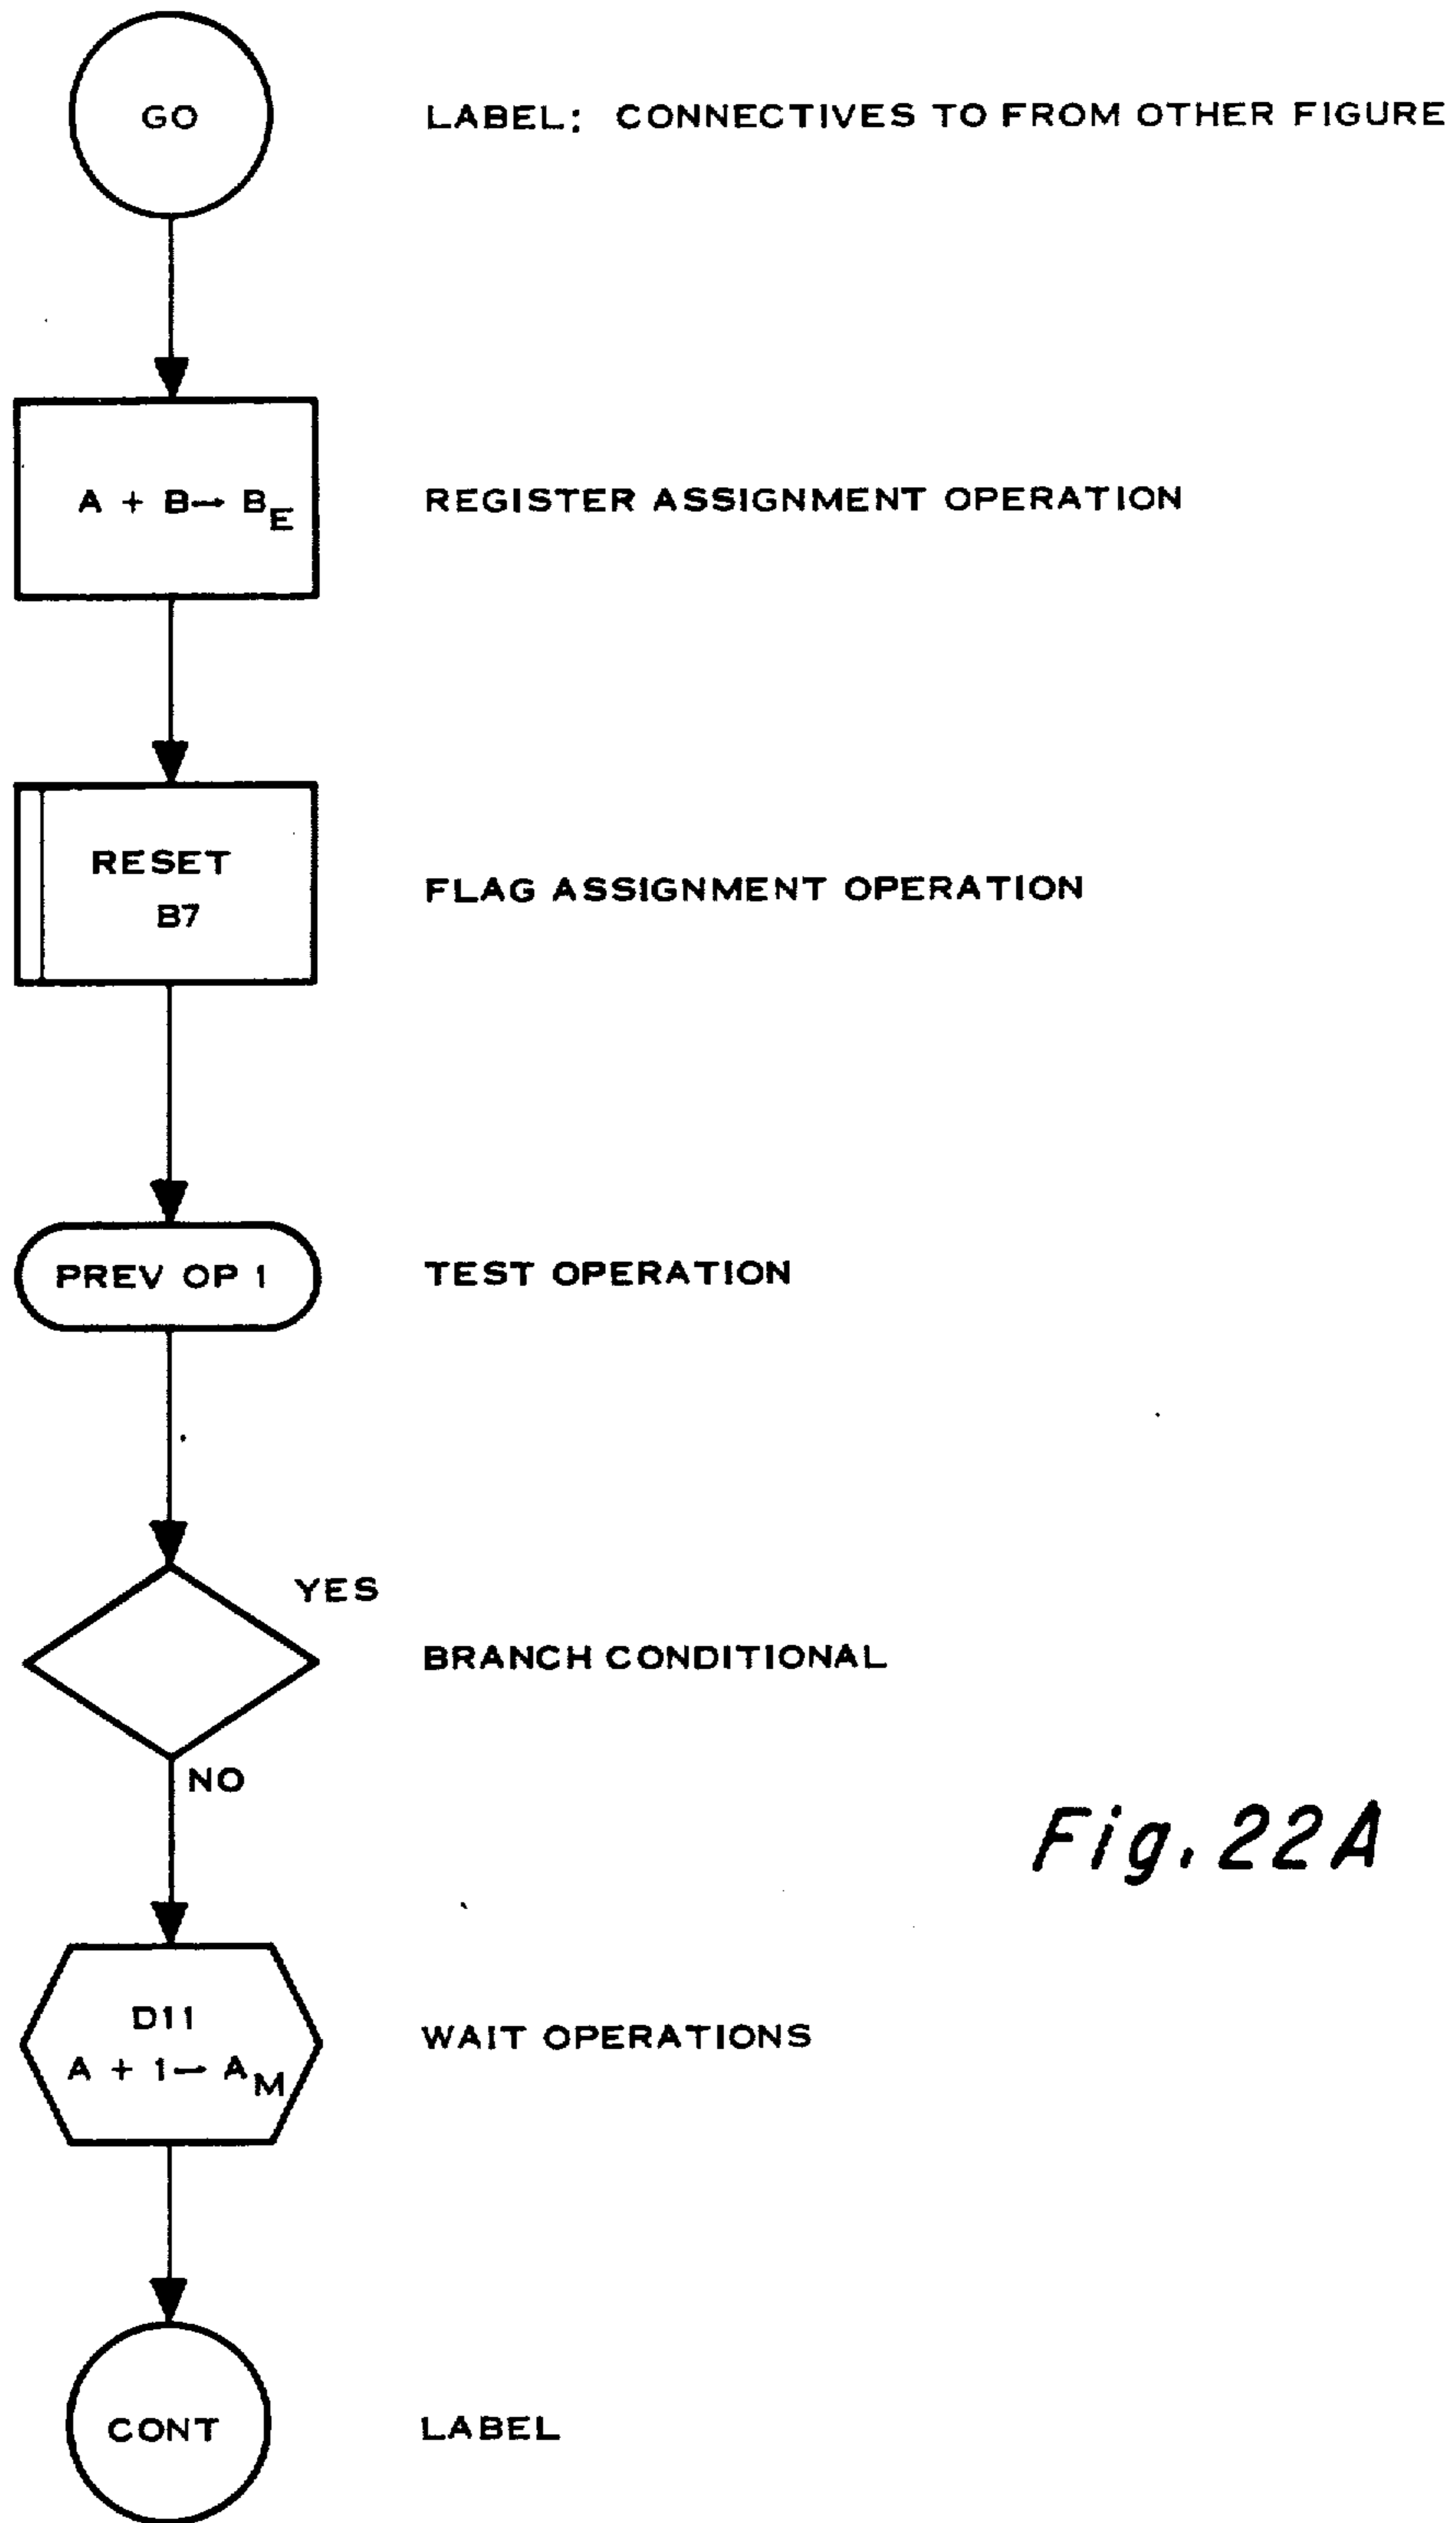 GO
LABEL: CONNECTIVES TO FROM OTHER FIGURE
A + B → B_E
REGISTER ASSIGNMENT OPERATION
RESET
B7
FLAG ASSIGNMENT OPERATION
PREV OP 1
TEST OPERATION
YES
BRANCH CONDITIONAL
NO
Fig. 22A
D11
A + 1 → A_M
WAIT OPERATIONS
CONT
LABEL